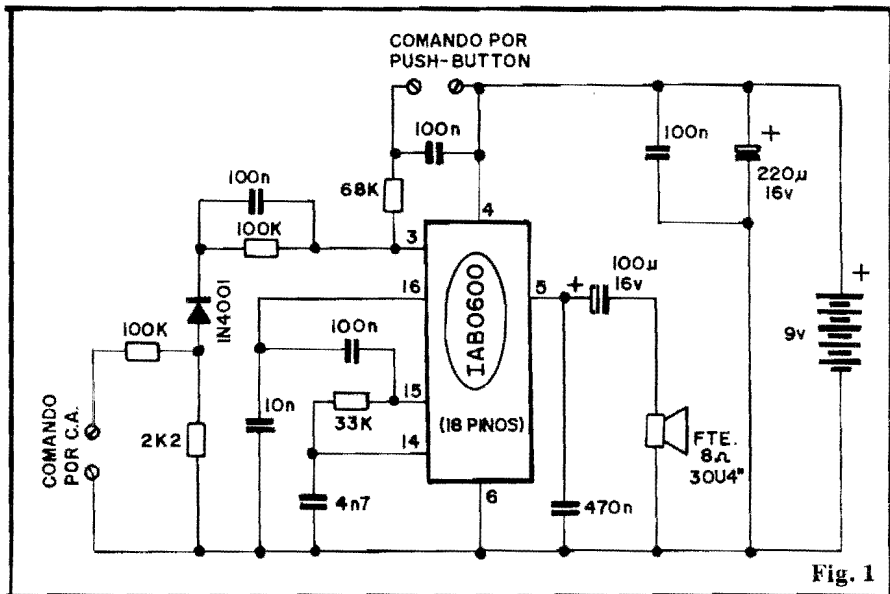 COMANDO POR
PUSH-BUTTON
100n
100n
220µ
16v
100n
68K
100K
4
3
16
5
+
100µ
16v
+
+
9v
1N4001
100K
100n
IAB0600
(18 PINOS)
15
33K
14
10n
2K2
COMANDO
POR C.A.
4n7
6
470n
FTE.
8Ω
3OU4"
Fig. 1